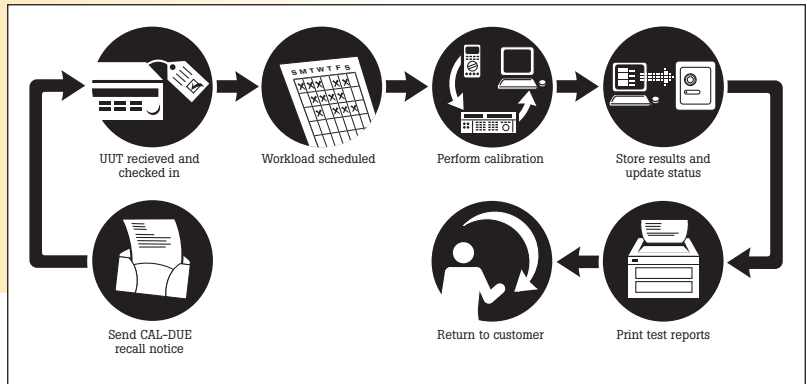 S M T W T F S
UUT recieved and
checked in
Workload scheduled
Perform calibration
Store results and
update status
Send CAL-DUE
recall notice
Return to customer
Print test reports